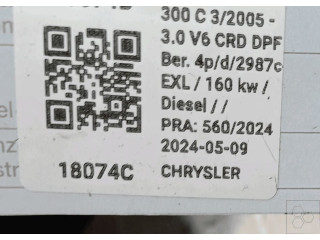 300 C 3/2005 -
3.0 V6 CRD DPF
Ber. 4p/d/2987c
EXL / 160 kw /
Diesel / /
PRA: 560/2024
2024-05-09
18074C CHRYSLER